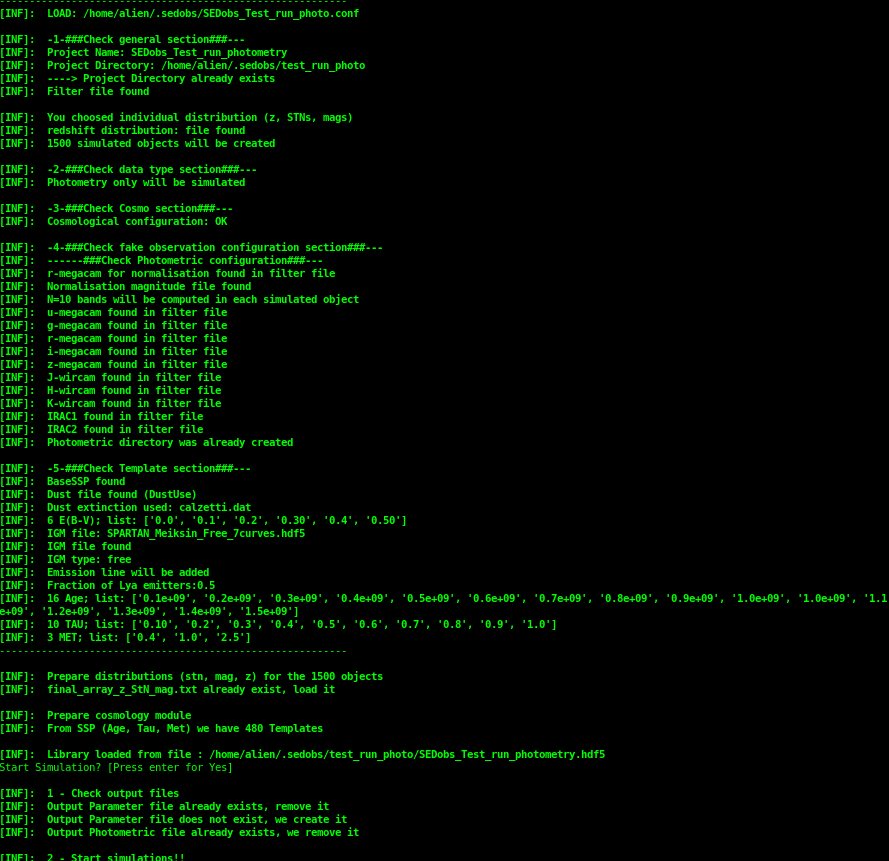 ----------------------------------------------------------
[INF]:  LOAD: /home/alien/.sedobs/SEDobs_Test_run_photo.conf
[INF]:  -1-###Check general section###---
[INF]:  Project Name: SEDobs_Test_run_photometry
[INF]:  Project Directory: /home/alien/.sedobs/test_run_photo
[INF]:  ----> Project Directory already exists
[INF]:  Filter file found
[INF]:  You choosed individual distribution (z, STNs, mags)
[INF]:  redshift distribution: file found
[INF]:  1500 simulated objects will be created
[INF]:  -2-###Check data type section###---
[INF]:  Photometry only will be simulated
[INF]:  -3-###Check Cosmo section###---
[INF]:  Cosmological configuration: OK
[INF]:  -4-###Check fake observation configuration section###---
[INF]:  ------###Check Photometric configuration###---
[INF]:  r-megacam for normalisation found in filter file
[INF]:  Normalisation magnitude file found
[INF]:  N=10 bands will be computed in each simulated object
[INF]:  u-megacam found in filter file
[INF]:  g-megacam found in filter file
[INF]:  r-megacam found in filter file
[INF]:  i-megacam found in filter file
[INF]:  z-megacam found in filter file
[INF]:  J-wircam found in filter file
[INF]:  H-wircam found in filter file
[INF]:  K-wircam found in filter file
[INF]:  IRAC1 found in filter file
[INF]:  IRAC2 found in filter file
[INF]:  Photometric directory was already created
[INF]:  -5-###Check Template section###---
[INF]:  BaseSSP found
[INF]:  Dust file found (DustUse)
[INF]:  Dust extinction used: calzetti.dat
[INF]:  6 E(B-V); list: ['0.0', '0.1', '0.2', '0.30', '0.4', '0.50']
[INF]:  IGM file: SPARTAN_Meiksin_Free_7curves.hdf5
[INF]:  IGM file found
[INF]:  IGM type: free
[INF]:  Emission line will be added
[INF]:  Fraction of Lya emitters:0.5
[INF]:  16 Age; list: ['0.1e+09', '0.2e+09', '0.3e+09', '0.4e+09', '0.5e+09', '0.6e+09', '0.7e+09', '0.8e+09', '0.9e+09', '1.0e+09', '1.0e+09', '1.1
e+09', '1.2e+09', '1.3e+09', '1.4e+09', '1.5e+09']
[INF]:  10 TAU; list: ['0.10', '0.2', '0.3', '0.4', '0.5', '0.6', '0.7', '0.8', '0.9', '1.0']
[INF]:  3 MET; list: ['0.4', '1.0', '2.5']
----------------------------------------------------------
[INF]:  Prepare distributions (stn, mag, z) for the 1500 objects
[INF]:  final_array_z_StN_mag.txt already exist, load it
[INF]:  Prepare cosmology module
[INF]:  From SSP (Age, Tau, Met) we have 480 Templates
[INF]:  Library loaded from file : /home/alien/.sedobs/test_run_photo/SEDobs_Test_run_photometry.hdf5
Start Simulation? [Press enter for Yes]
[INF]:  1 - Check output files
[INF]:  Output Parameter file already exists, remove it
[INF]:  Output Parameter file does not exist, we create it
[INF]:  Output Photometric file already exists, we remove it
[INF]:  2 - Start simulations!!